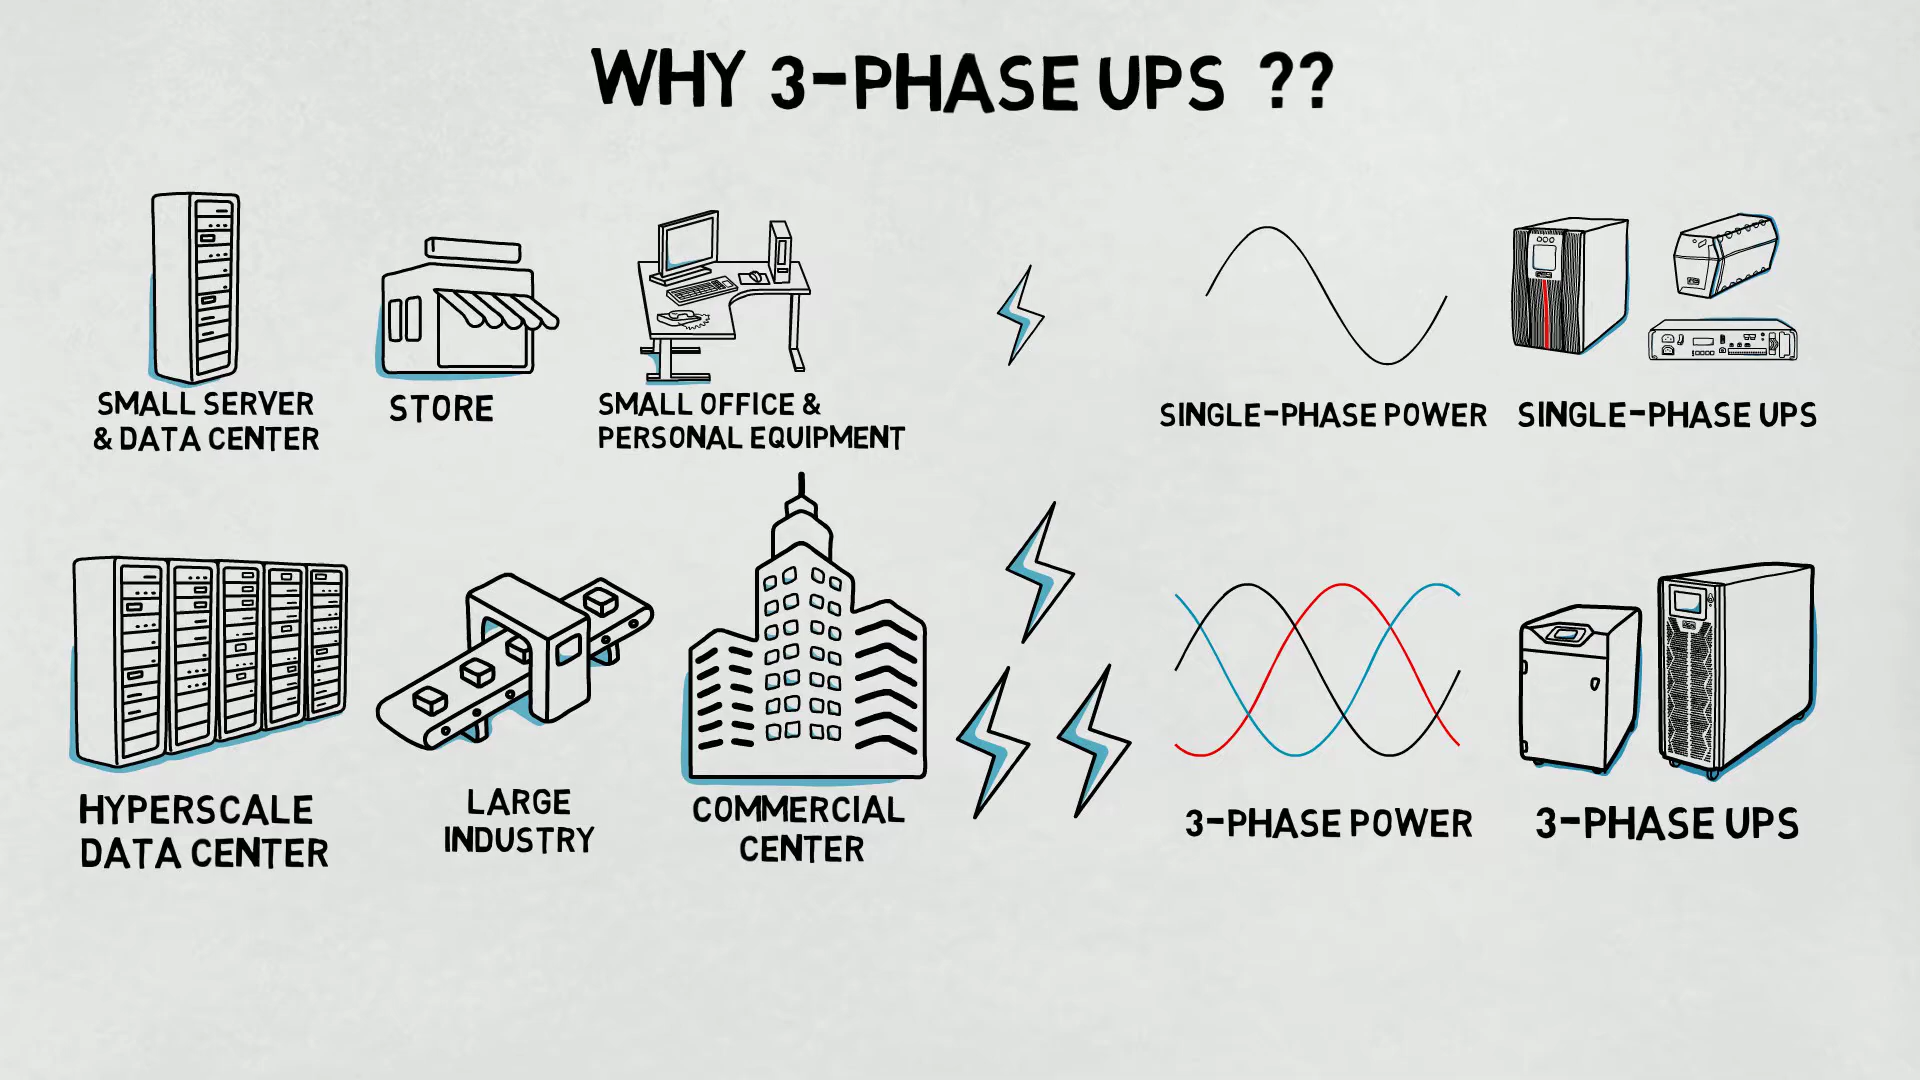 WHY 3-PHASE UPS ??
SMALL SERVER
& DATA CENTER
STORE
SMALL OFFICE &
PERSONAL EQUIPMENT
SINGLE-PHASE POWER
SINGLE-PHASE UPS
HYPERSCALE
DATA CENTER
LARGE
INDUSTRY
COMMERCIAL
CENTER
3-PHASE POWER
3-PHASE UPS